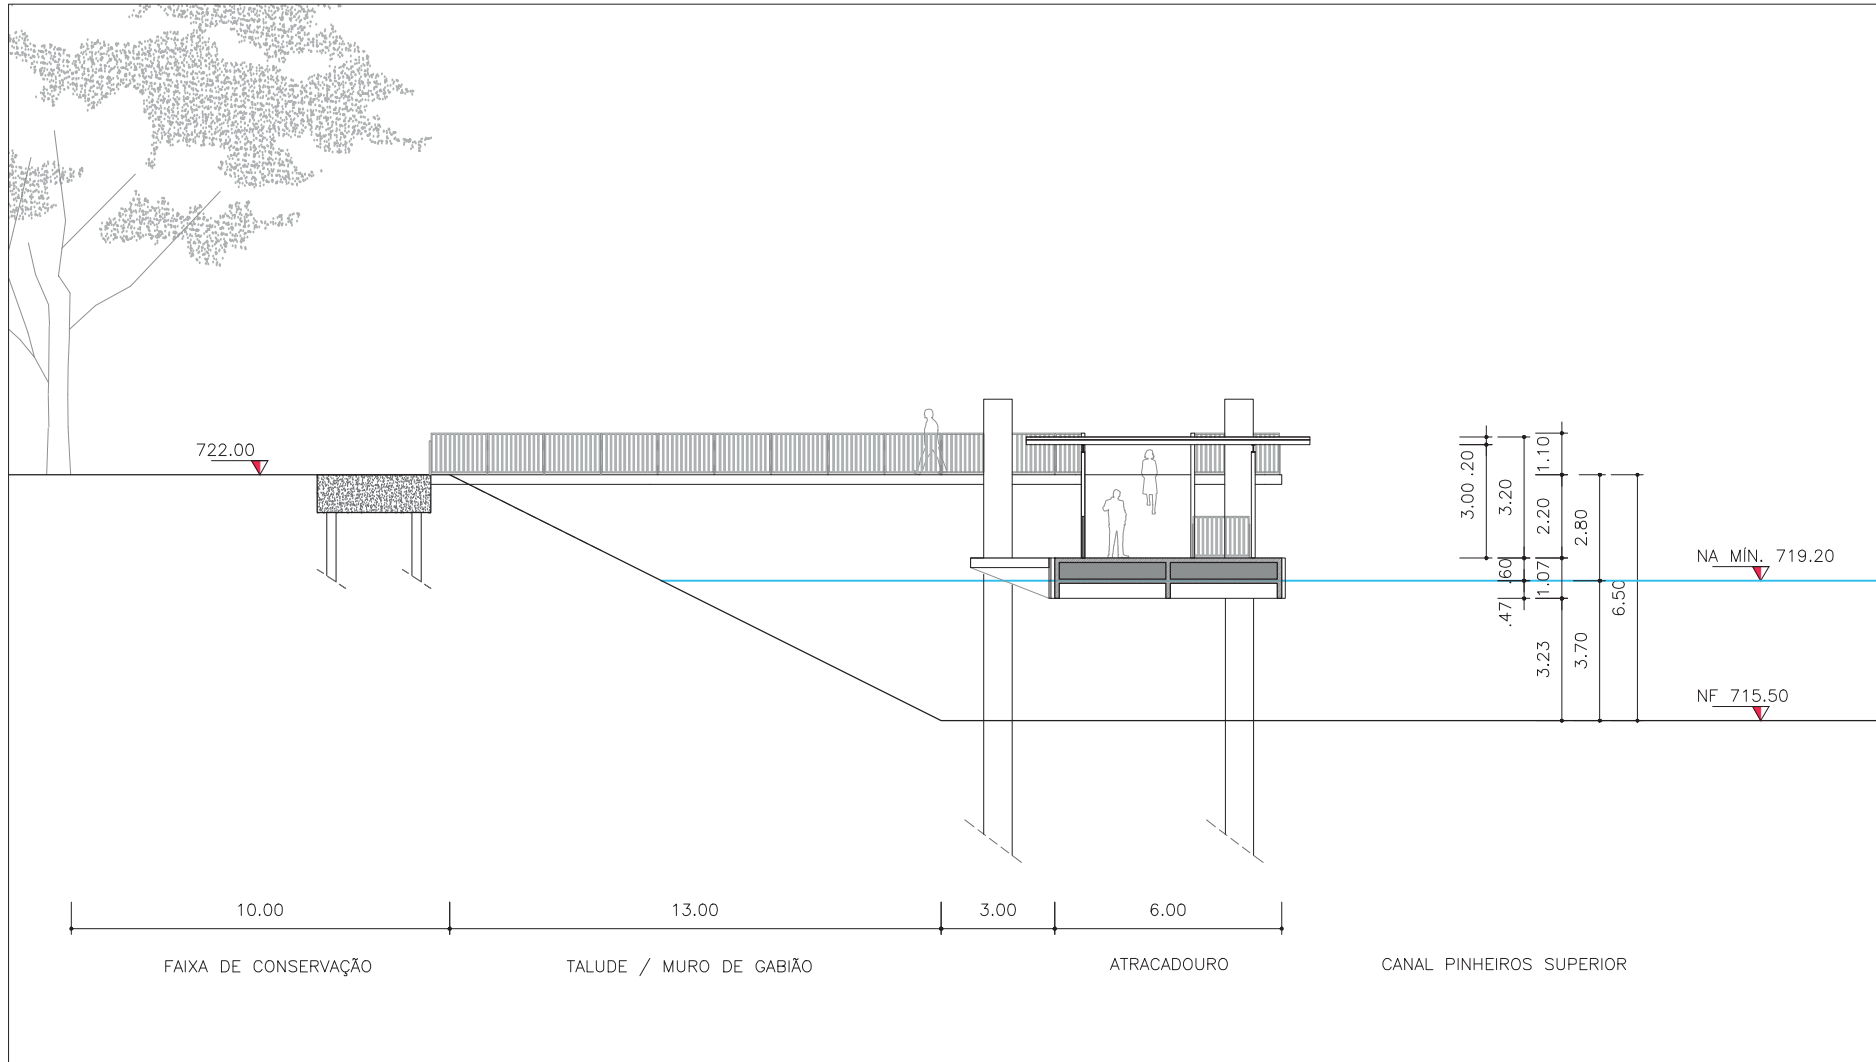 722.00
3.00
.20
3.20
1.10
2.20
2.80
.60
1.07
6.50
.47
3.23
3.70
NA MÍN. 719.20
NF 715.50
10.00
13.00
3.00
6.00
FAIXA DE CONSERVAÇÃO
TALUDE / MURO DE GABIÃO
ATRACADOURO
CANAL PINHEIROS SUPERIOR